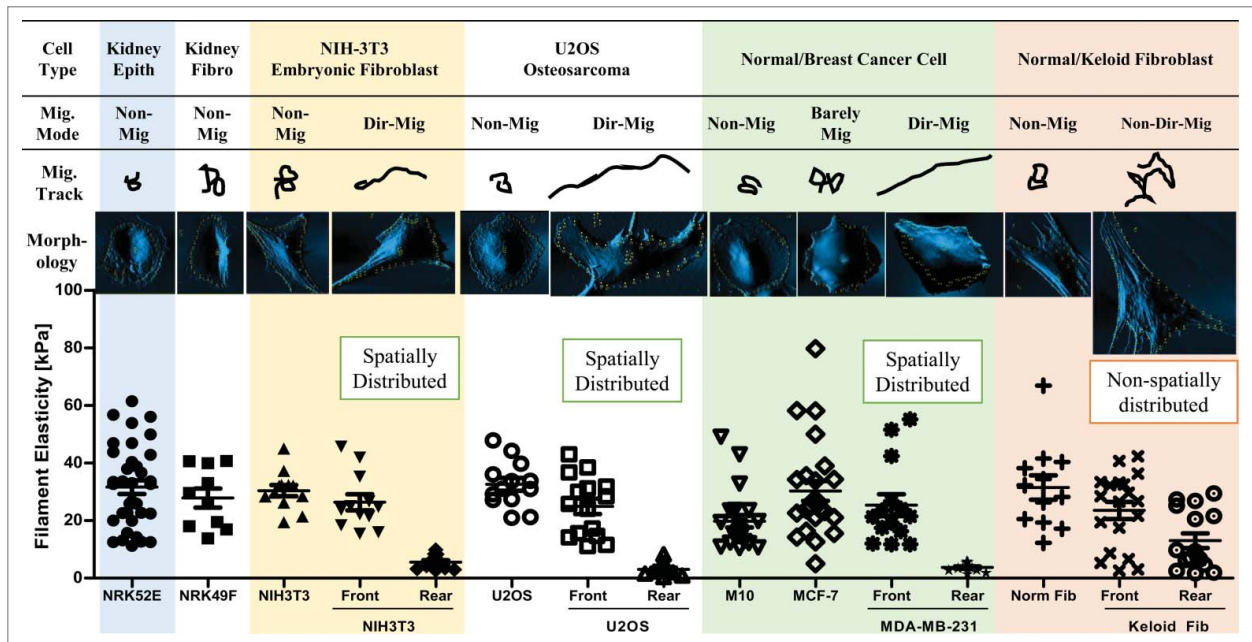 Cell Type
Kidney Epith
Kidney Fibro
NIH-3T3 Embryonic Fibroblast
U2OS Osteosarcoma
Normal/Breast Cancer Cell
Normal/Keloid Fibroblast
Mig. Mode
Non-Mig
Non-Mig
Non-Mig
Dir-Mig
Non-Mig
Dir-Mig
Non-Mig
Barely Mig
Dir-Mig
Non-Mig
Non-Dir-Mig
Mig. Track
Morph-ology
Filament Elasticity [kPa]
100
80
60
40
20
0
Spatially Distributed
Spatially Distributed
Spatially Distributed
Non-spatially distributed
NRK52E
NRK49F
NIH3T3
Front
Rear
NIH3T3
U2OS
Front
Rear
U2OS
M10
MCF-7
Front
Rear
MDA-MB-231
Norm Fib
Front
Rear
Keloid Fib